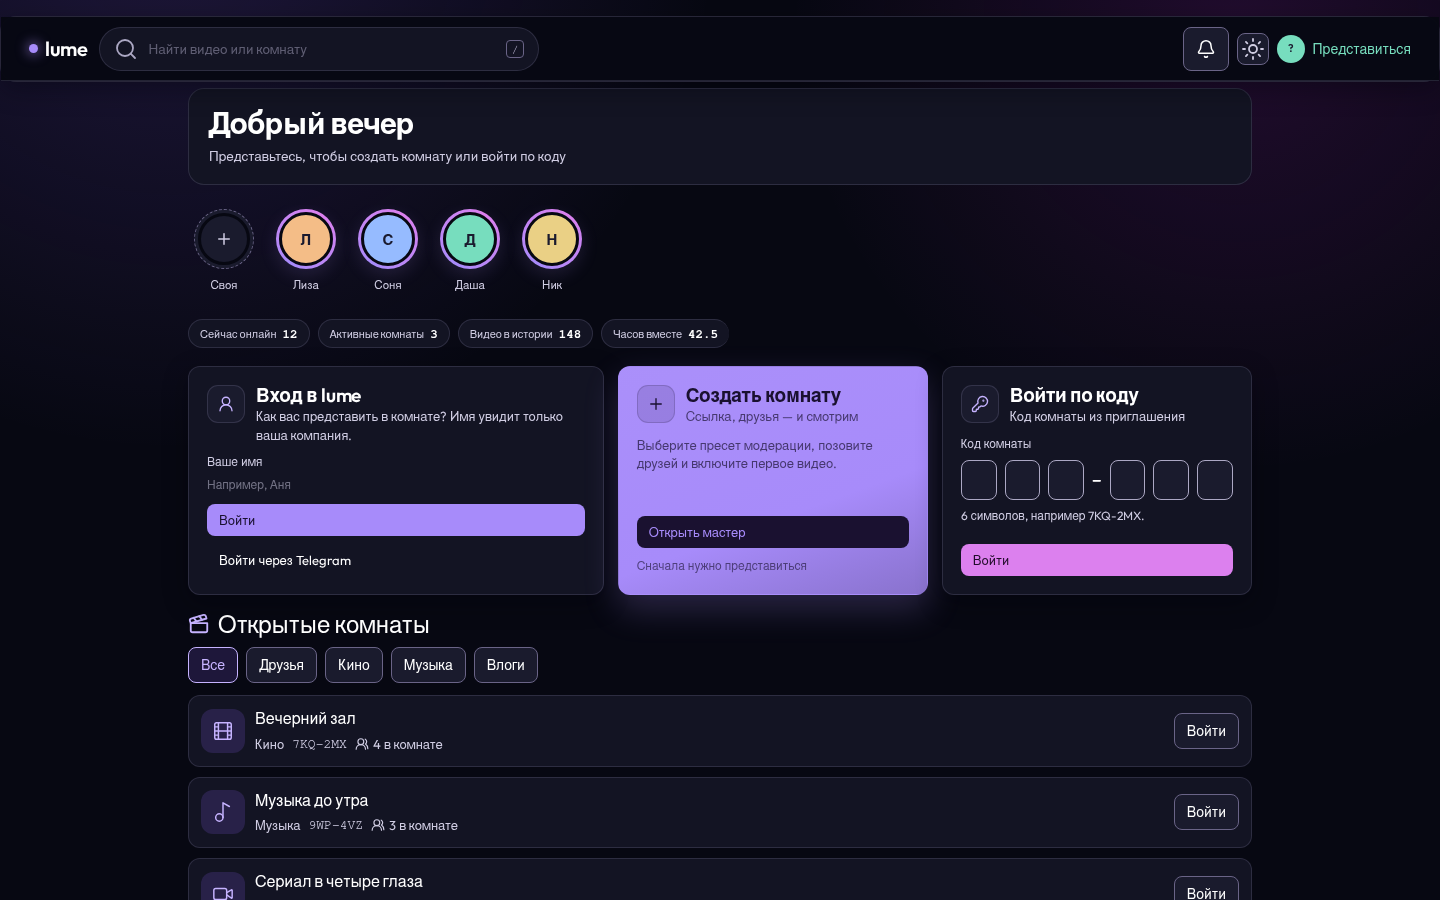 lume
Найти видео или комнату
/
?
Представиться
Добрый вечер
Представьтесь, чтобы создать комнату или войти по коду
Л
С
Д
Н
Своя
Лиза
Соня
Даша
Ник
Сейчас онлайн 12
Активные комнаты 3
Видео в истории 148
Часов вместе 42.5
Вход в lume
Как вас представить в комнате? Имя увидит только
ваша компания.
Ваше имя
Например, Аня
Войти
Войти через Telegram
Создать комнату
Ссылка, друзья — и смотрим
Выберите пресет модерации, позовите
друзей и включите первое видео.
Открыть мастер
Сначала нужно представиться
Войти по коду
Код комнаты из приглашения
Код комнаты
–
6 символов, например 7KQ-2MX.
Войти
Открытые комнаты
Все
Друзья
Кино
Музыка
Влоги
Вечерний зал
Кино 7KQ-2MX 4 в комнате
Войти
Музыка до утра
Музыка 9WP-4VZ 3 в комнате
Войти
Сериал в четыре глаза
Войти